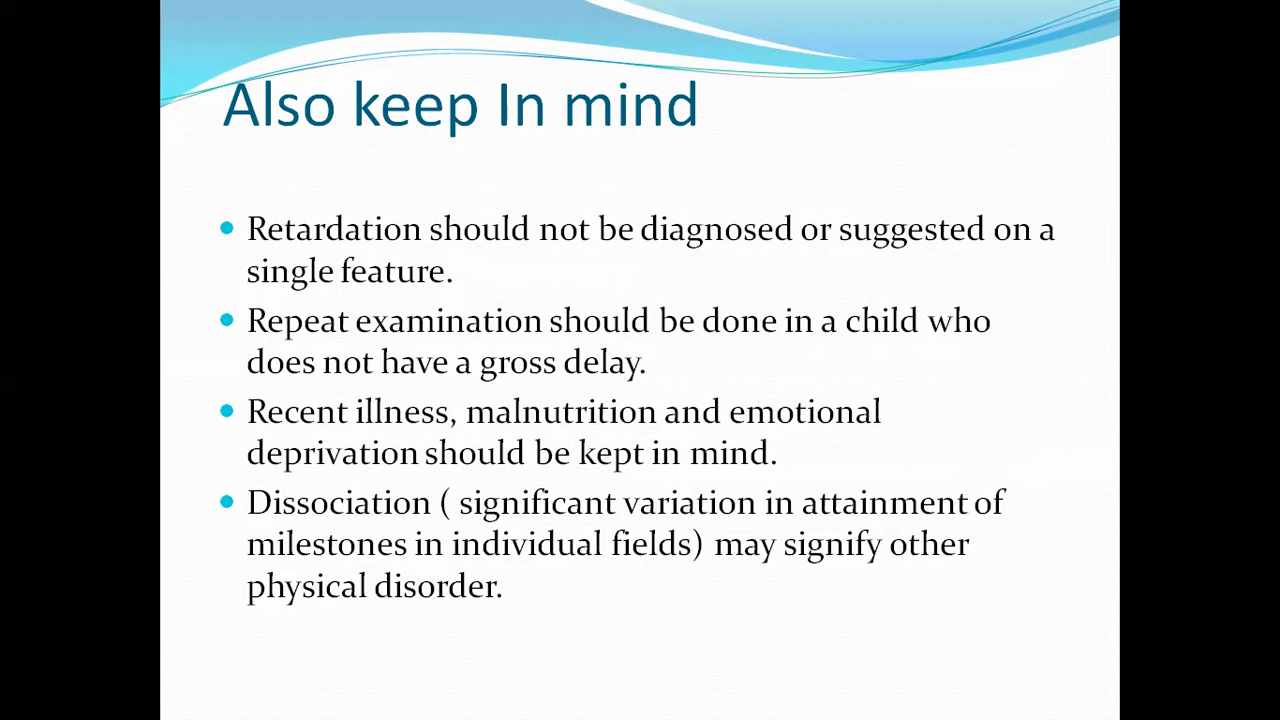 Also keep In mind
• Retardation should not be diagnosed or suggested on a
single feature.
• Repeat examination should be done in a child who
does not have a gross delay.
• Recent illness, malnutrition and emotional
deprivation should be kept in mind.
• Dissociation ( significant variation in attainment of
milestones in individual fields) may signify other
physical disorder.